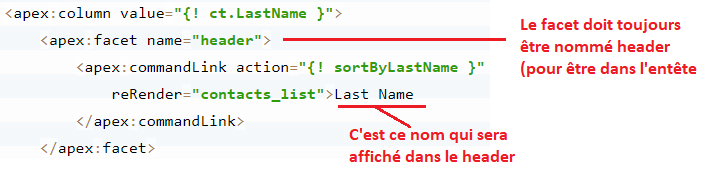 <apex:column value="{! ct.LastName }">
<apex:facet name="header">
<apex:commandLink action="{! sortByLastName }"
reRender="contacts_list">Last Name
</apex:commandLink>
</apex:facet>
Le facet doit toujours
être nommé header
(pour être dans l'entête
C'est ce nom qui sera
affiché dans le header